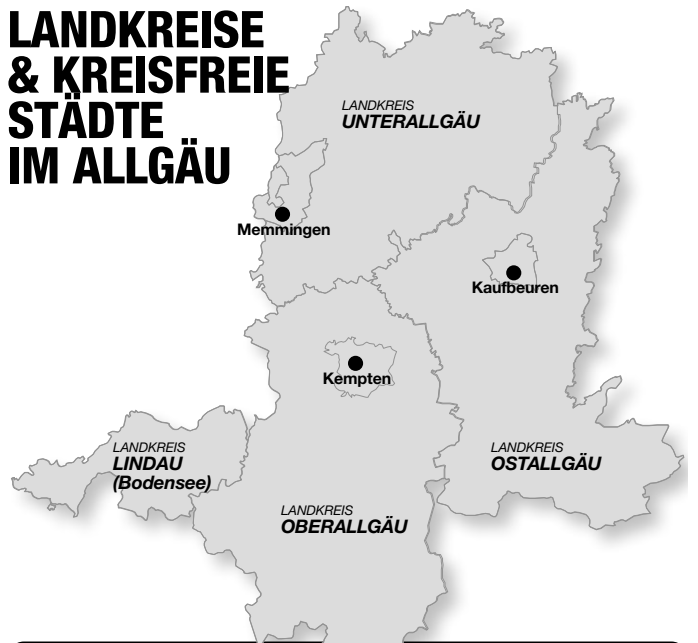 LANDKREISE
& KREISFREIE
STÄDTE
IM ALLGÄU
LANDKREIS
UNTERALLGÄU
Memmingen
Kaufbeuren
Kempten
LANDKREIS
LINDAU
(Bodensee)
LANDKREIS
OSTALLGÄU
LANDKREIS
OBERALLGÄU